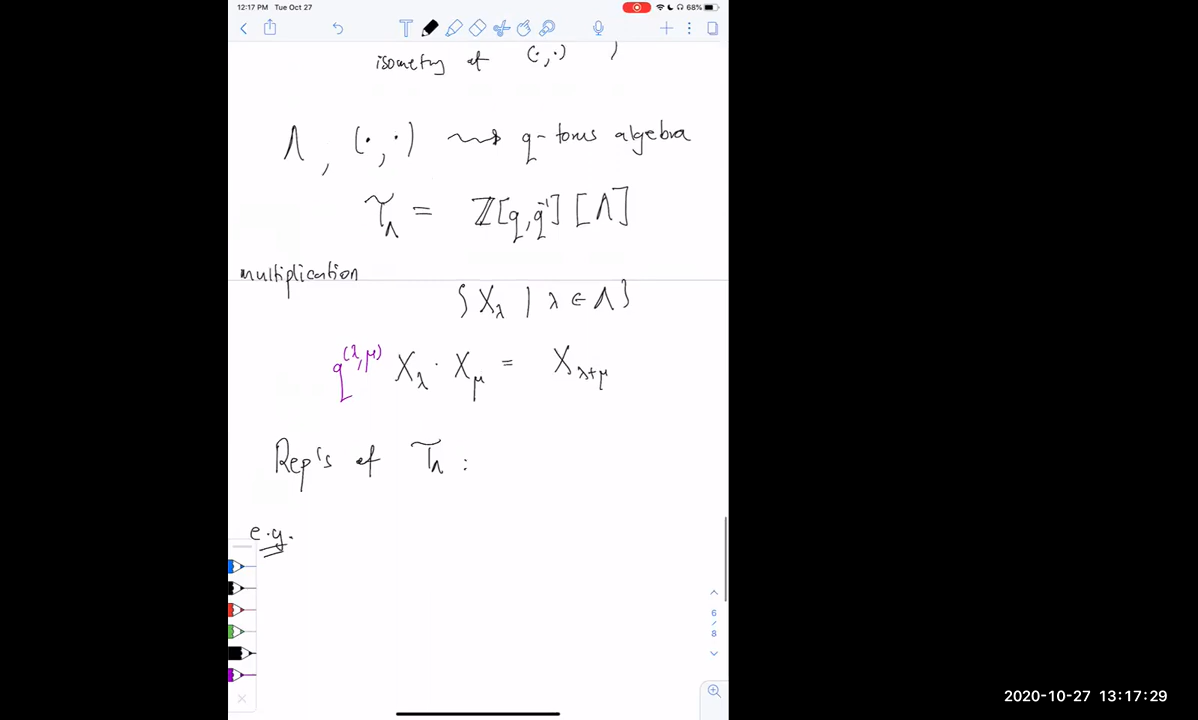 12:17 PM Tue Oct 27
68%
isometry of (·,·)
Λ, (·,·) ⇝ q-torus algebra
𝒯_Λ = ℤ[q,q⁻¹][Λ]
multiplication
{X_λ | λ ∈ Λ}
q^(λ,μ) X_λ · X_μ = X_λ+μ
Rep's of 𝒯_Λ :
e.g.
6
/
8
2020-10-27 13:17:29